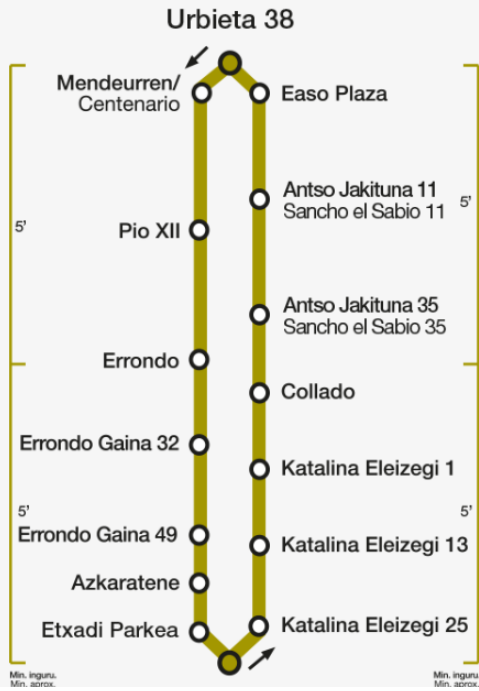 Urbieta 38
Mendeurren/
Centenario
Easo Plaza
Antso Jakituna 11
Sancho el Sabio 11
5'
5'
Pio XII
Antso Jakituna 35
Sancho el Sabio 35
Errondo
Collado
Errondo Gaina 32
Katalina Eleizegi 1
5'
5'
Errondo Gaina 49
Katalina Eleizegi 13
Azkaratene
Etxadi Parkea
Katalina Eleizegi 25
Min. inguru.
Min. aprox.
Min. inguru.
Min. aprox.